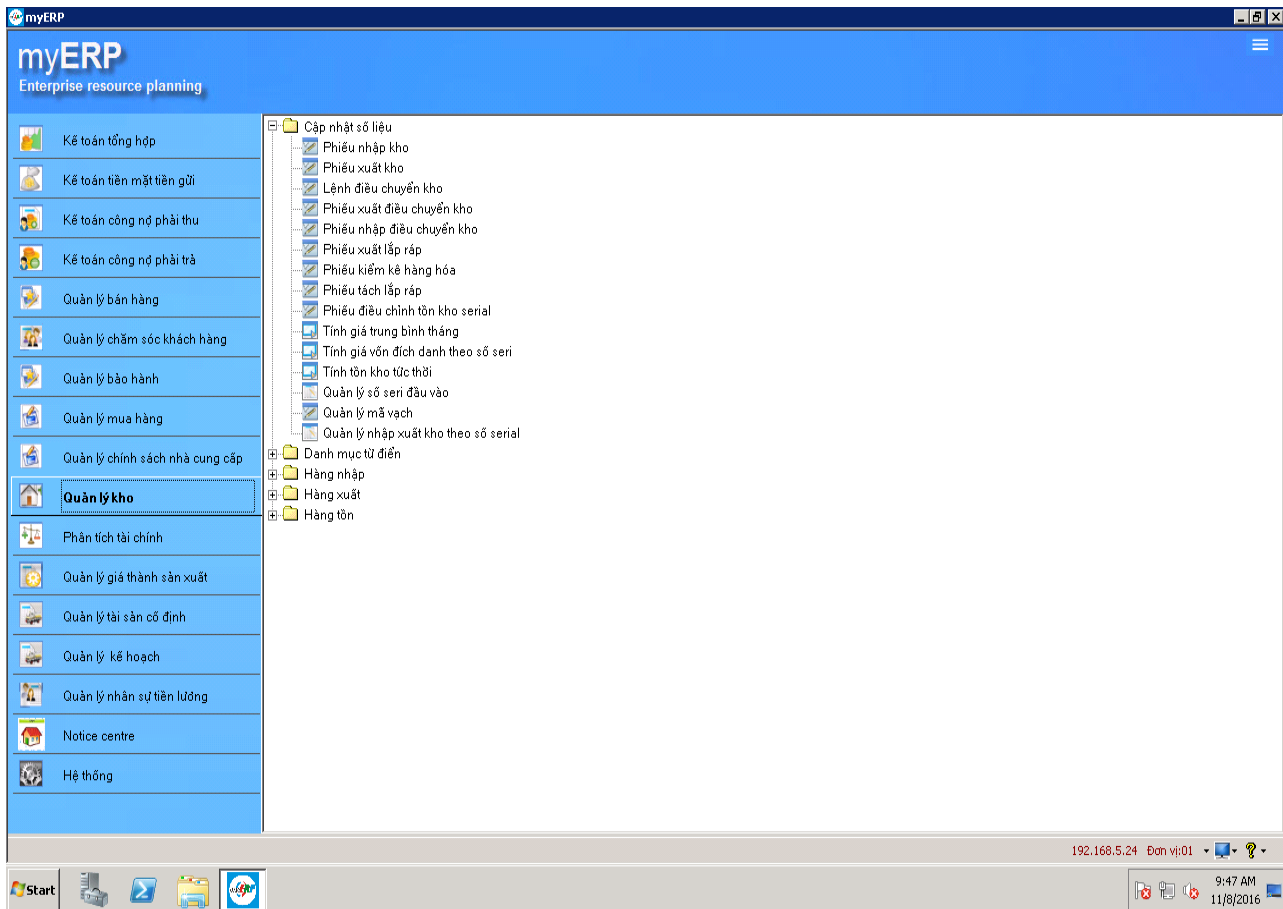 myERP
myERP
Enterprise resource planning
Kế toán tổng hợp
Kế toán tiền mặt tiền gửi
Kế toán công nợ phải thu
Kế toán công nợ phải trả
Quản lý bán hàng
Quản lý chăm sóc khách hàng
Quản lý bảo hành
Quản lý mua hàng
Quản lý chính sách nhà cung cấp
Quản lý kho
Phân tích tài chính
Quản lý giá thành sản xuất
Quản lý tài sản cố định
Quản lý kế hoạch
Quản lý nhân sự tiền lương
Notice centre
Hệ thống
Cập nhật số liệu
Phiếu nhập kho
Phiếu xuất kho
Lệnh điều chuyển kho
Phiếu xuất điều chuyển kho
Phiếu nhập điều chuyển kho
Phiếu xuất lắp ráp
Phiếu kiểm kê hàng hóa
Phiếu tách lắp ráp
Phiếu điều chỉnh tồn kho serial
Tính giá trung bình tháng
Tính giá vốn đích danh theo số seri
Tính tồn kho tức thời
Quản lý số seri đầu vào
Quản lý mã vạch
Quản lý nhập xuất kho theo số serial
Danh mục từ điển
Hàng nhập
Hàng xuất
Hàng tồn
192.168.5.24 Đơn vị:01
Start
9:47 AM
11/8/2016